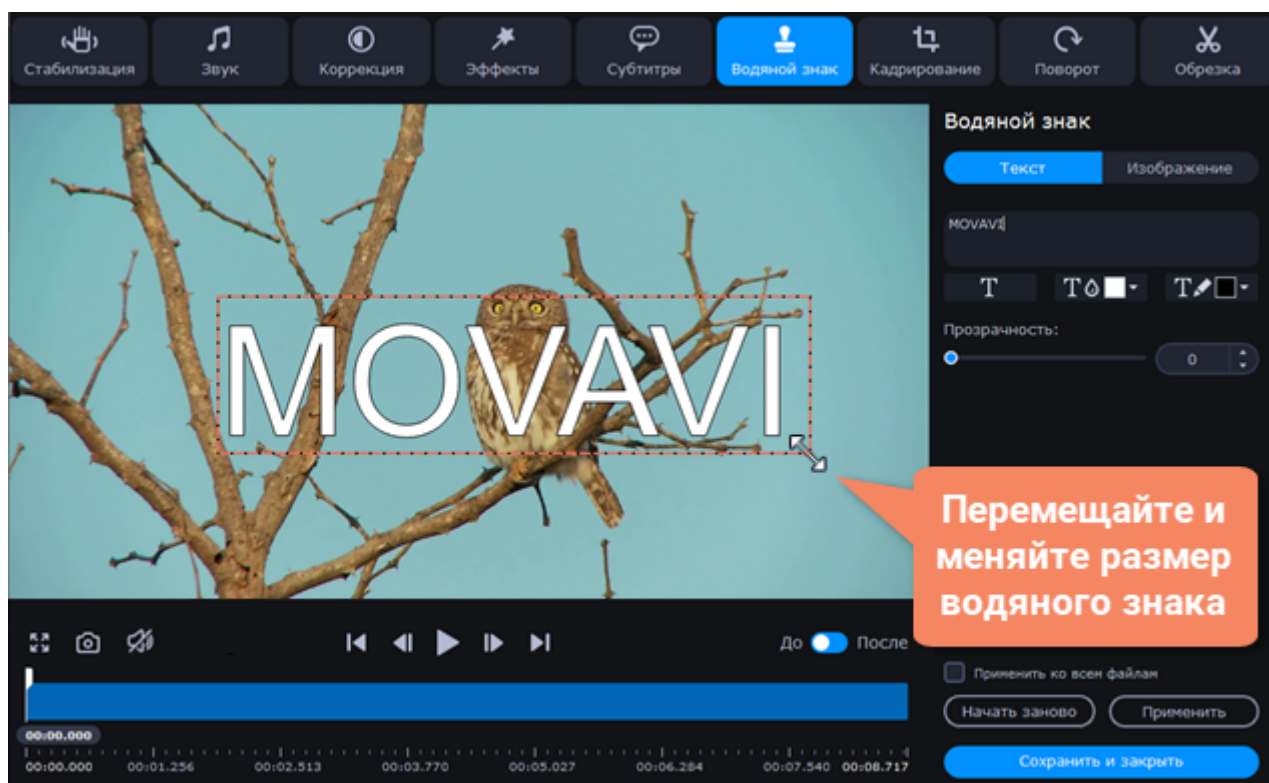 Стабилизация
Звук
Коррекция
Эффекты
Субтитры
Водяной знак
Кадрирование
Поворот
Обрезка
Водяной знак
Текст
Изображение
MOVAVI
T
T
T
Прозрачность:
0
MOVAVI
Перемещайте и
меняйте размер
водяного знака
До
После
Применить ко всем файлам
Начать заново
Применить
00:00.000
00:00.000 00:01.256 00:02.513 00:03.770 00:05.027 00:06.284 00:07.540 00:08.717
Сохранить и закрыть